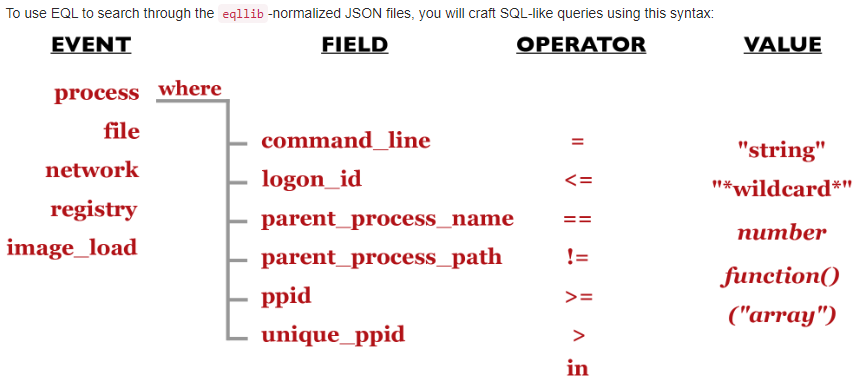 To use EQL to search through the eqllib-normalized JSON files, you will craft SQL-like queries using this syntax:
EVENT FIELD OPERATOR VALUE
process where
file command_line = "string"
network logon_id <= "*wildcard*"
registry parent_process_name == number
image_load parent_process_path != function()
ppid >= ("array")
unique_ppid >
in